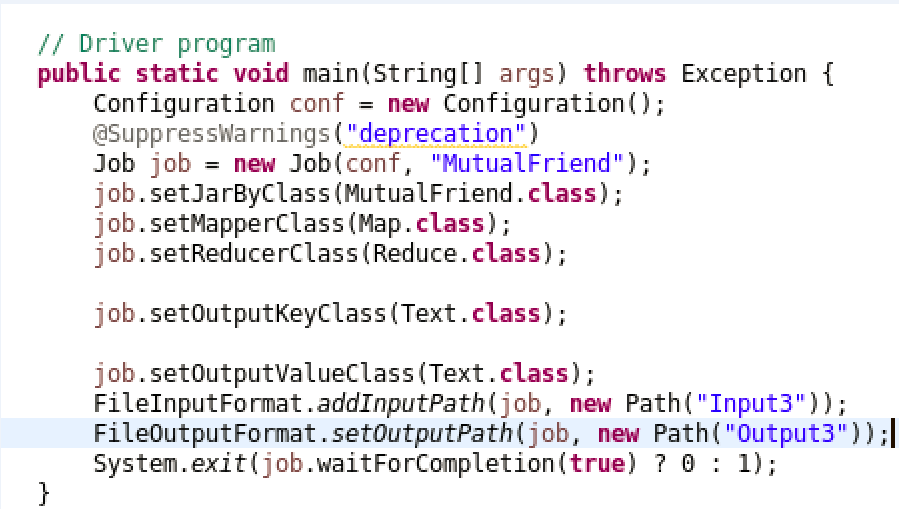 // Driver program
public static void main(String[] args) throws Exception {
Configuration conf = new Configuration();
@SuppressWarnings("deprecation")
Job job = new Job(conf, "MutualFriend");
job.setJarByClass(MutualFriend.class);
job.setMapperClass(Map.class);
job.setReducerClass(Reduce.class);
job.setOutputKeyClass(Text.class);
job.setOutputValueClass(Text.class);
FileInputFormat.addInputPath(job, new Path("Input3"));
FileOutputFormat.setOutputPath(job, new Path("Output3"));
System.exit(job.waitForCompletion(true) ? 0 : 1);
}